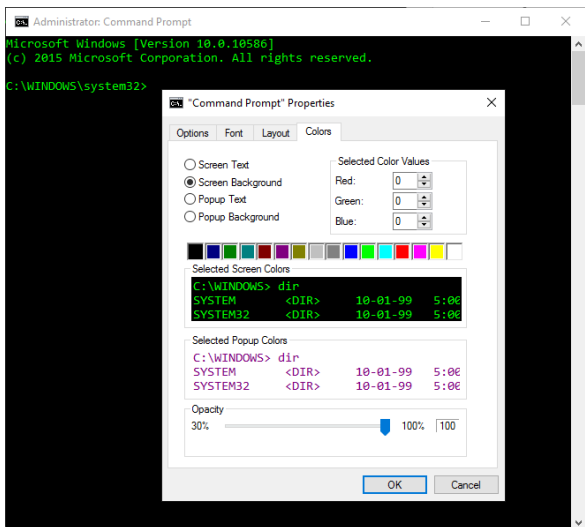 Administrator: Command Prompt
Microsoft Windows [Version 10.0.10586]
(c) 2015 Microsoft Corporation. All rights reserved.
C:\WINDOWS\system32>
"Command Prompt" Properties
Options Font Layout Colors
Screen Text
Screen Background
Popup Text
Popup Background
Selected Color Values
Red: 0
Green: 0
Blue: 0
Selected Screen Colors
C:\WINDOWS> dir
SYSTEM <DIR> 10-01-99 5:00
SYSTEM32 <DIR> 10-01-99 5:00
Selected Popup Colors
C:\WINDOWS> dir
SYSTEM <DIR> 10-01-99 5:00
SYSTEM32 <DIR> 10-01-99 5:00
Opacity
30% 100% 100
OK Cancel